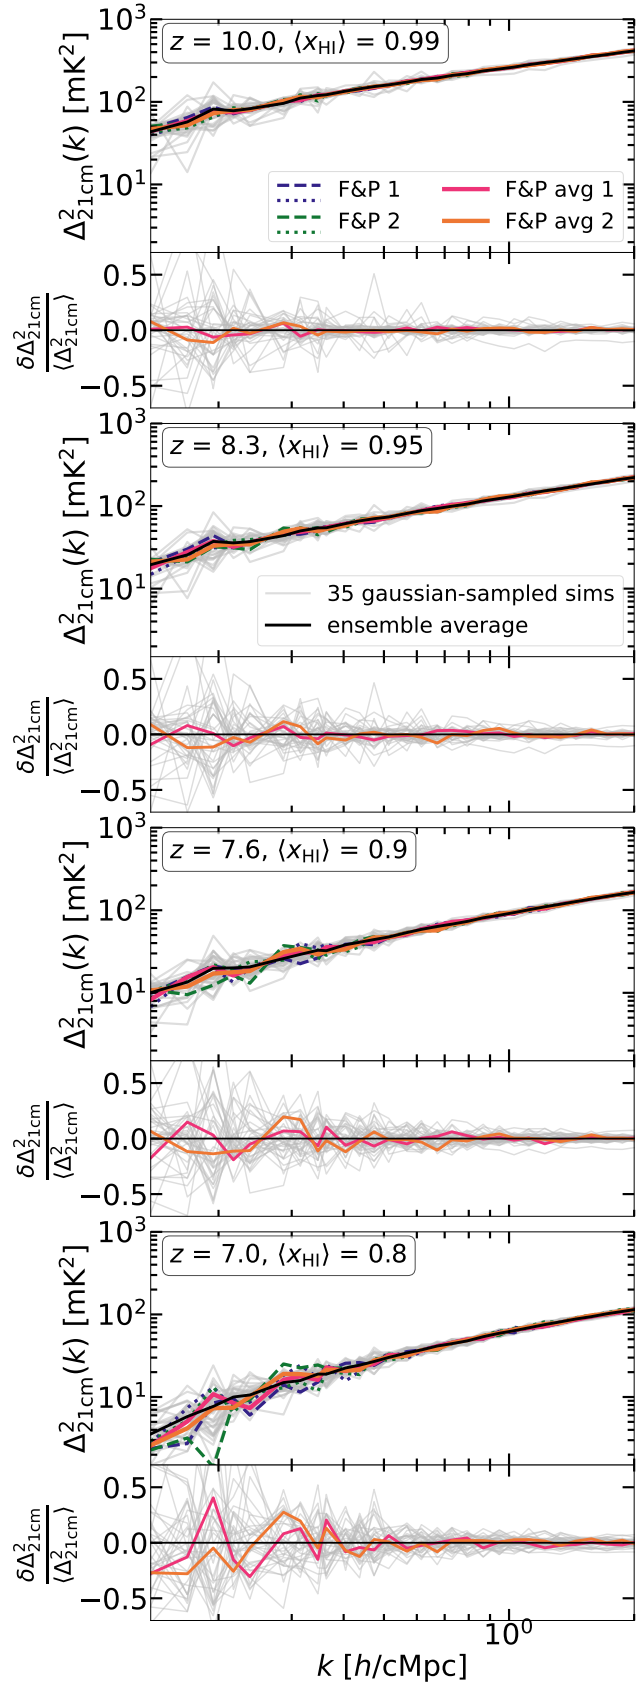 10³
z = 10.0, ⟨x_HI⟩ = 0.99
10²
10¹
Δ²_21cm(k) [mK²]
F&P 1
F&P avg 1
F&P 2
F&P avg 2
0.5
0.0
−0.5
δΔ²_21cm
⟨Δ²_21cm⟩
10³
z = 8.3, ⟨x_HI⟩ = 0.95
10²
10¹
Δ²_21cm(k) [mK²]
35 gaussian-sampled sims
ensemble average
0.5
0.0
−0.5
δΔ²_21cm
⟨Δ²_21cm⟩
10³
z = 7.6, ⟨x_HI⟩ = 0.9
10²
10¹
Δ²_21cm(k) [mK²]
0.5
0.0
−0.5
δΔ²_21cm
⟨Δ²_21cm⟩
10³
z = 7.0, ⟨x_HI⟩ = 0.8
10²
10¹
Δ²_21cm(k) [mK²]
0.5
0.0
−0.5
δΔ²_21cm
⟨Δ²_21cm⟩
10⁰
k [h/cMpc]